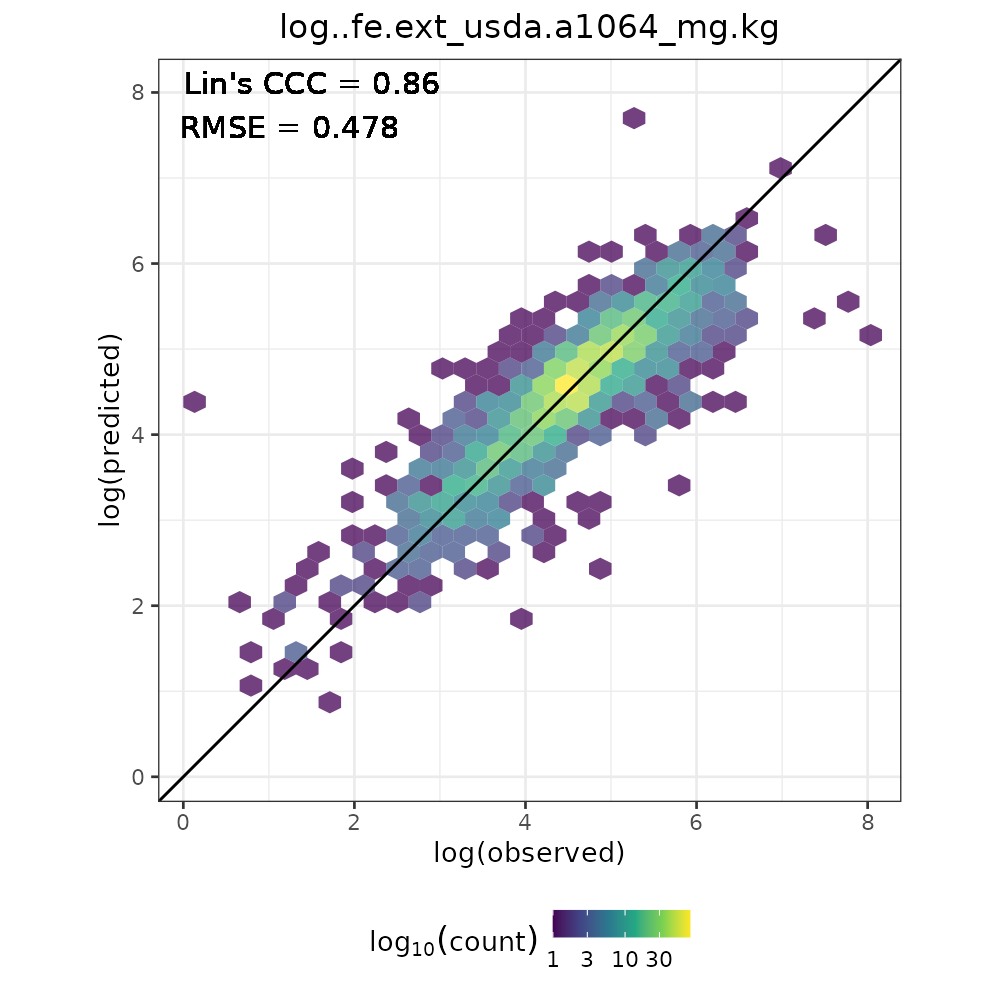 log..fe.ext_usda.a1064_mg.kg
Lin's CCC = 0.86
RMSE = 0.478
8
6
4
2
0
log(predicted)
0 2 4 6 8
log(observed)
log10(count)
1 3 10 30